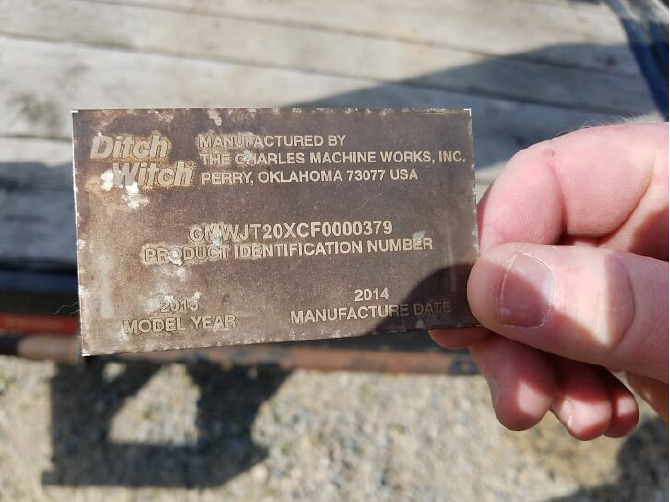 Ditch
Witch
MANUFACTURED BY
THE CHARLES MACHINE WORKS, INC.
PERRY, OKLAHOMA 73077 USA
CMWJT20XCF0000379
PRODUCT IDENTIFICATION NUMBER
2015
MODEL YEAR
2014
MANUFACTURE DATE